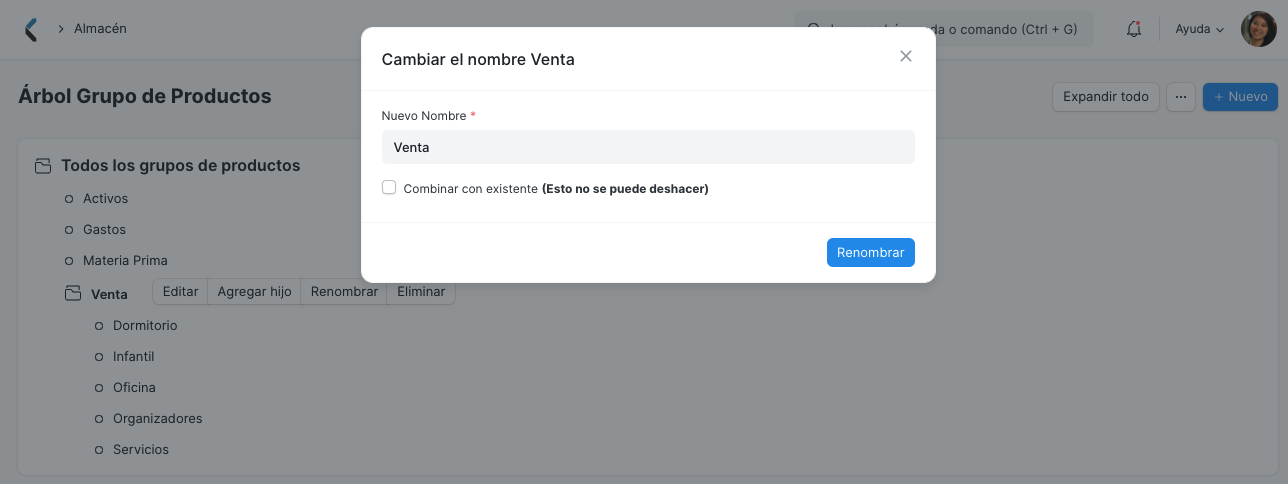 Almacén
da o comando (Ctrl + G)
Ayuda
Cambiar el nombre Venta
Árbol Grupo de Productos
Expandir todo
...
+ Nuevo
Nuevo Nombre *
Venta
Combinar con existente (Esto no se puede deshacer)
Renombrar
Todos los grupos de productos
Activos
Gastos
Materia Prima
Venta
Editar Agregar hijo Renombrar Eliminar
Dormitorio
Infantil
Oficina
Organizadores
Servicios